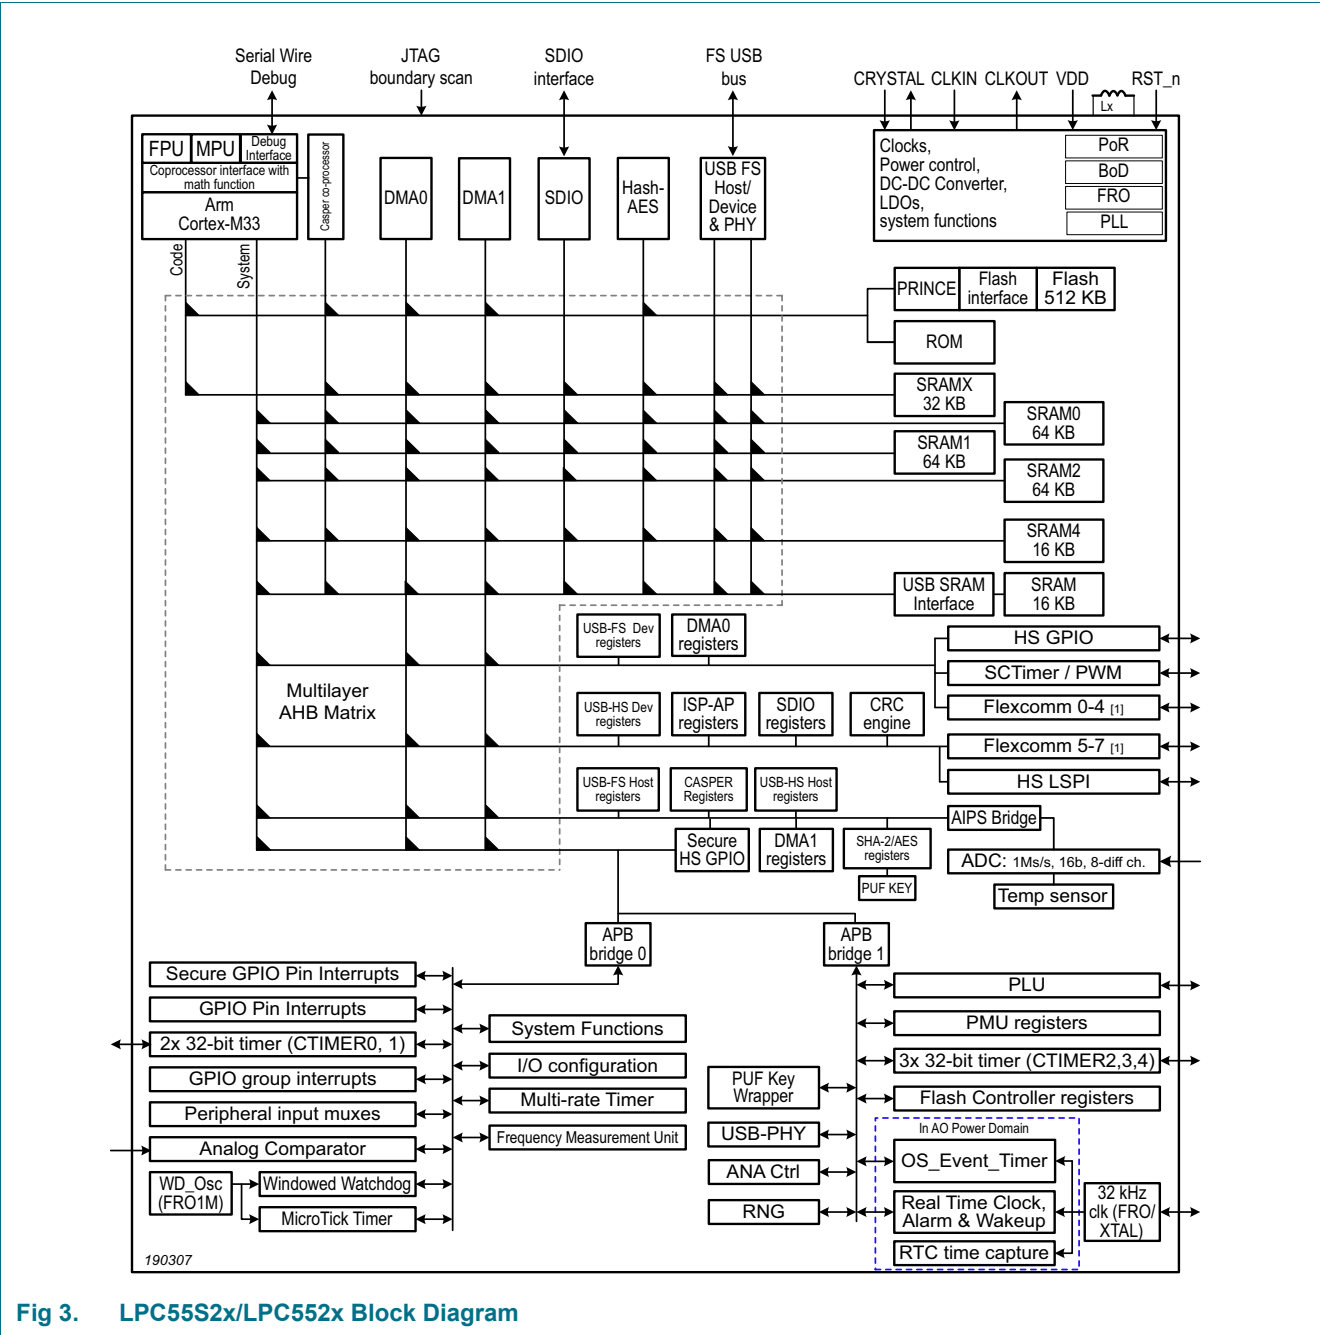 Serial Wire
Debug
JTAG
boundary scan
SDIO
interface
FS USB
bus
CRYSTAL CLKIN CLKOUT VDD
RST_n
Lx
FPU
MPU
Debug
Interface
Coprocessor interface with
math function
Arm
Cortex-M33
Casper co-processor
DMA0
DMA1
SDIO
Hash-
AES
USB FS
Host/
Device
& PHY
Clocks,
Power control,
DC-DC Converter,
LDOs,
system functions
PoR
BoD
FRO
PLL
Code
System
PRINCE
Flash
interface
Flash
512 KB
ROM
SRAMX
32 KB
SRAM0
64 KB
SRAM1
64 KB
SRAM2
64 KB
SRAM4
16 KB
USB SRAM
Interface
SRAM
16 KB
Multilayer
AHB Matrix
USB-FS Dev
registers
DMA0
registers
HS GPIO
SCTimer / PWM
Flexcomm 0-4 [1]
USB-HS Dev
registers
ISP-AP
registers
SDIO
registers
CRC
engine
Flexcomm 5-7 [1]
HS LSPI
USB-FS Host
registers
CASPER
Registers
USB-HS Host
registers
AIPS Bridge
Secure
HS GPIO
DMA1
registers
SHA-2/AES
registers
PUF KEY
ADC: 1Ms/s, 16b, 8-diff ch.
Temp sensor
APB
bridge 0
APB
bridge 1
Secure GPIO Pin Interrupts
GPIO Pin Interrupts
2x 32-bit timer (CTIMER0, 1)
GPIO group interrupts
Peripheral input muxes
Analog Comparator
WD_Osc
(FRO1M)
Windowed Watchdog
MicroTick Timer
System Functions
I/O configuration
Multi-rate Timer
Frequency Measurement Unit
PUF Key
Wrapper
USB-PHY
ANA Ctrl
RNG
PLU
PMU registers
3x 32-bit timer (CTIMER2,3,4)
Flash Controller registers
In AO Power Domain
OS_Event_Timer
Real Time Clock,
Alarm & Wakeup
RTC time capture
32 kHz
clk (FRO/
XTAL)
190307
Fig 3. LPC55S2x/LPC552x Block Diagram